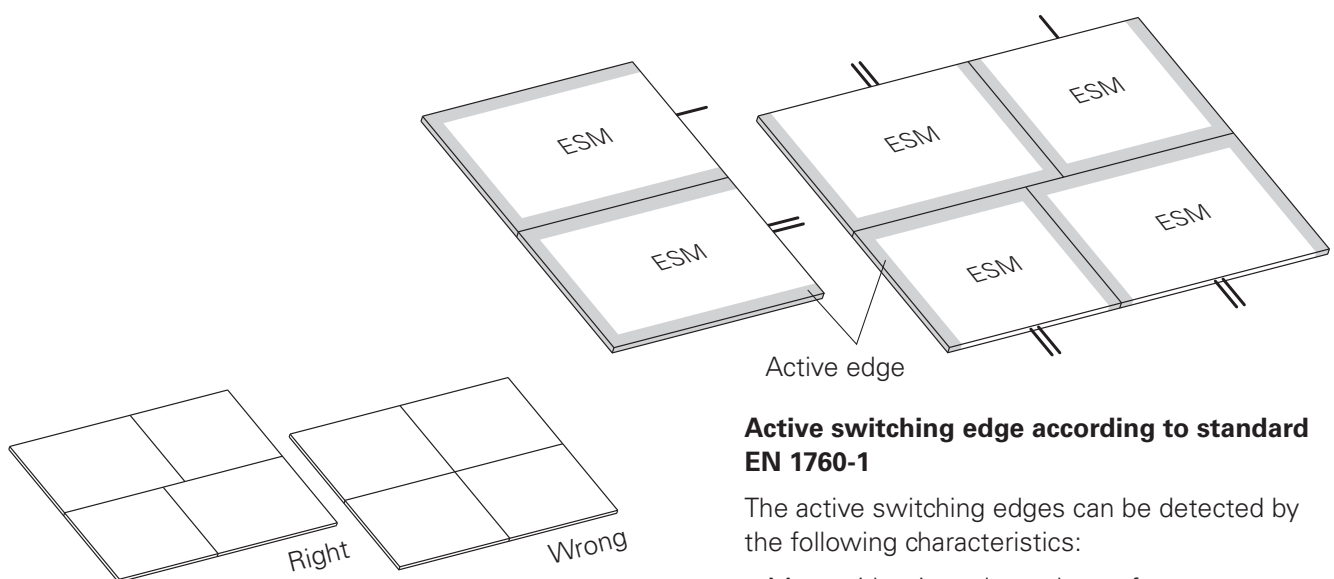 ESM
ESM
ESM
ESM
ESM
ESM
Active edge
Right
Wrong
Active switching edge according to standard
EN 1760-1
The active switching edges can be detected by
the following characteristics: